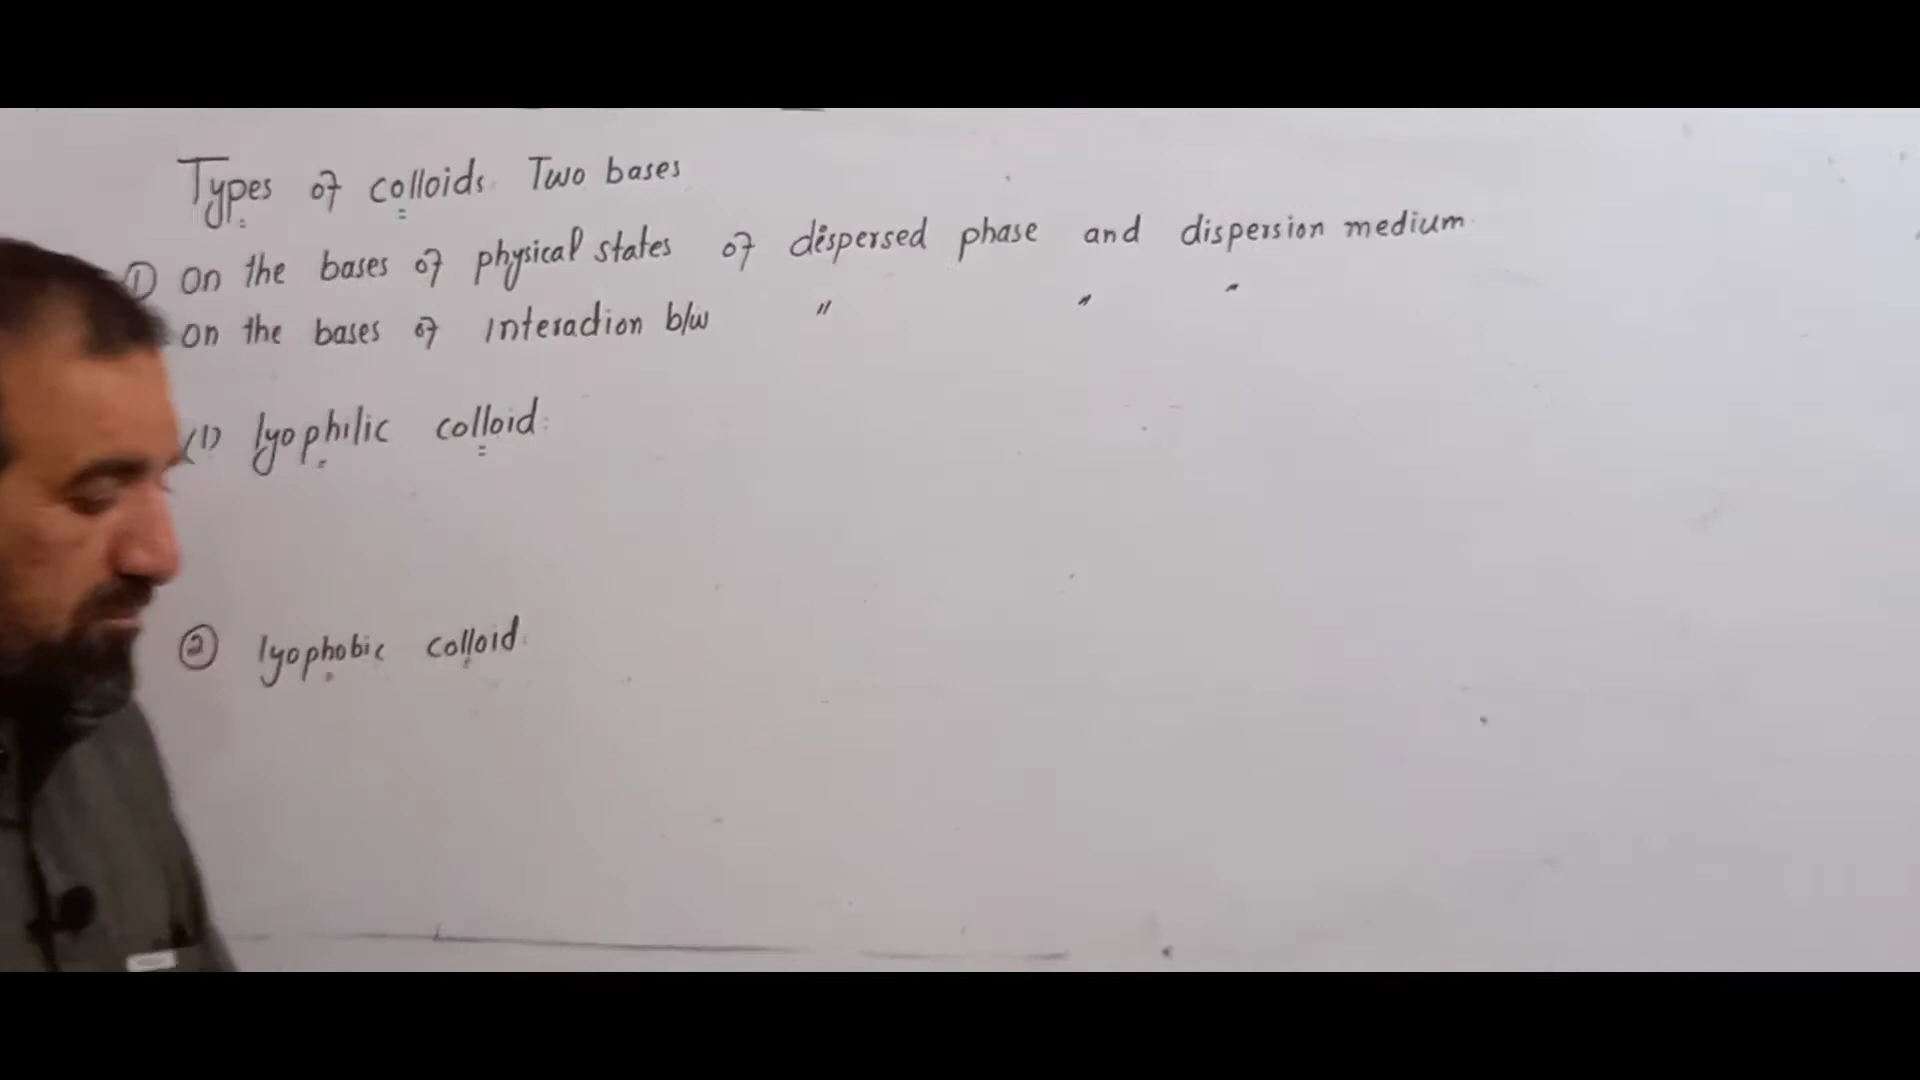 Types of colloids. Two bases
① On the bases of physical states of dispersed phase and dispersion medium.
On the bases of interaction b/w " " "
(1) lyophilic colloid:
② lyophobic colloid.